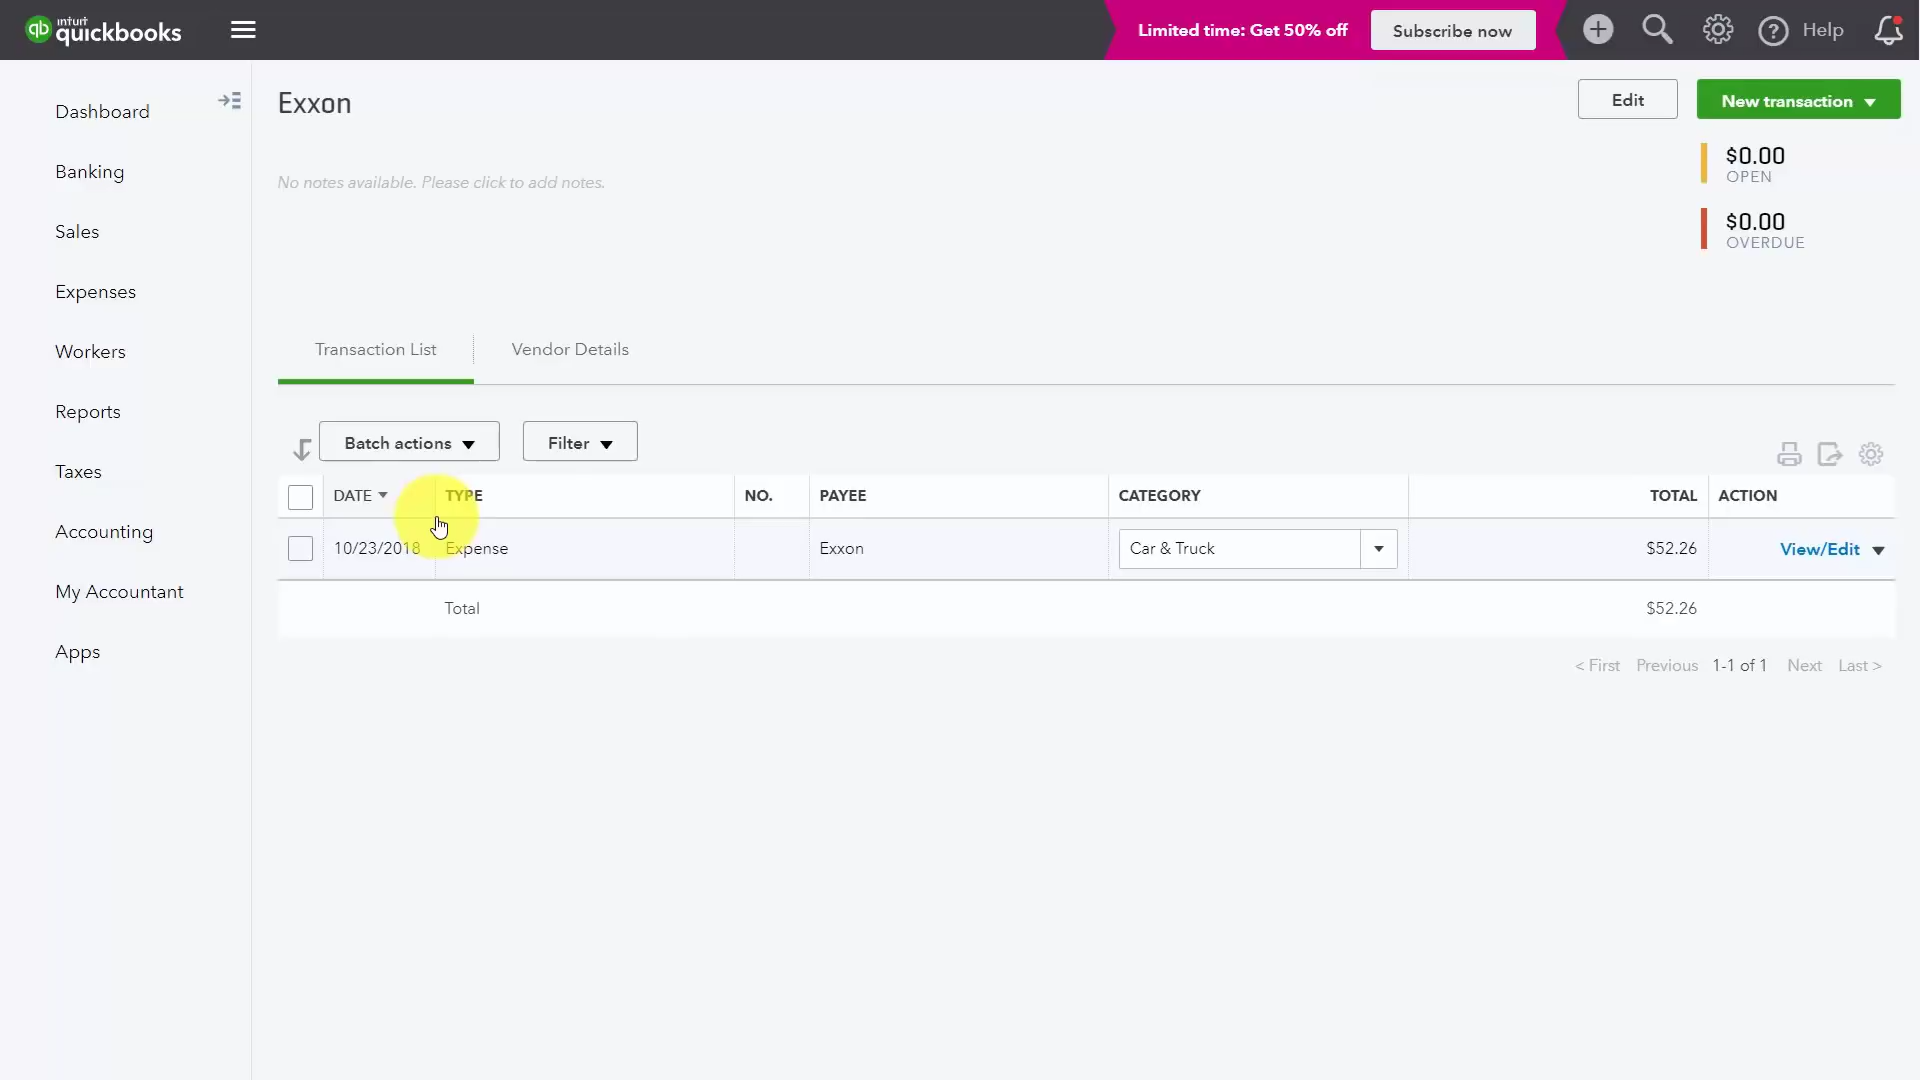 intuit
quickbooks
Limited time: Get 50% off
Subscribe now
Help
Dashboard
Banking
Sales
Expenses
Workers
Reports
Taxes
Accounting
My Accountant
Apps
Exxon
Edit
New transaction
No notes available. Please click to add notes.
$0.00
OPEN
$0.00
OVERDUE
Transaction List
Vendor Details
Batch actions
Filter
DATE TYPE NO. PAYEE CATEGORY TOTAL ACTION
10/23/2018 Expense Exxon Car & Truck $52.26 View/Edit
Total $52.26
< First Previous 1-1 of 1 Next Last >